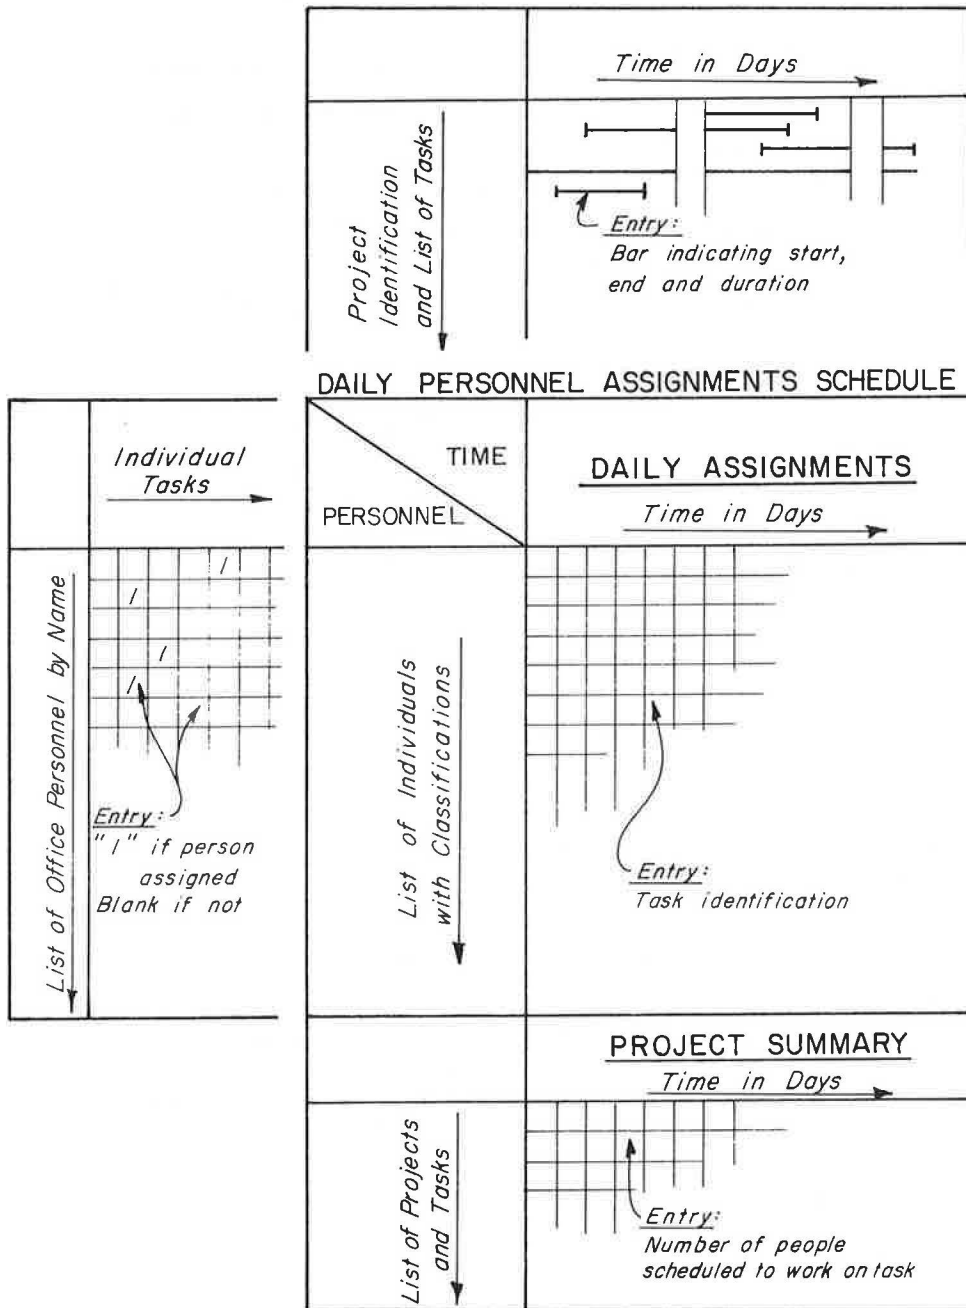 Time in Days
Project
Identification
and List of Tasks
Entry:
Bar indicating start,
end and duration
DAILY PERSONNEL ASSIGNMENTS SCHEDULE
Individual
Tasks
List of Office Personnel by Name
/
/
/
/
Entry:
"/" if person
assigned
Blank if not
TIME
PERSONNEL
DAILY ASSIGNMENTS
Time in Days
List of Individuals
with Classifications
Entry:
Task identification
PROJECT SUMMARY
Time in Days
List of Projects
and Tasks
Entry:
Number of people
scheduled to work on task